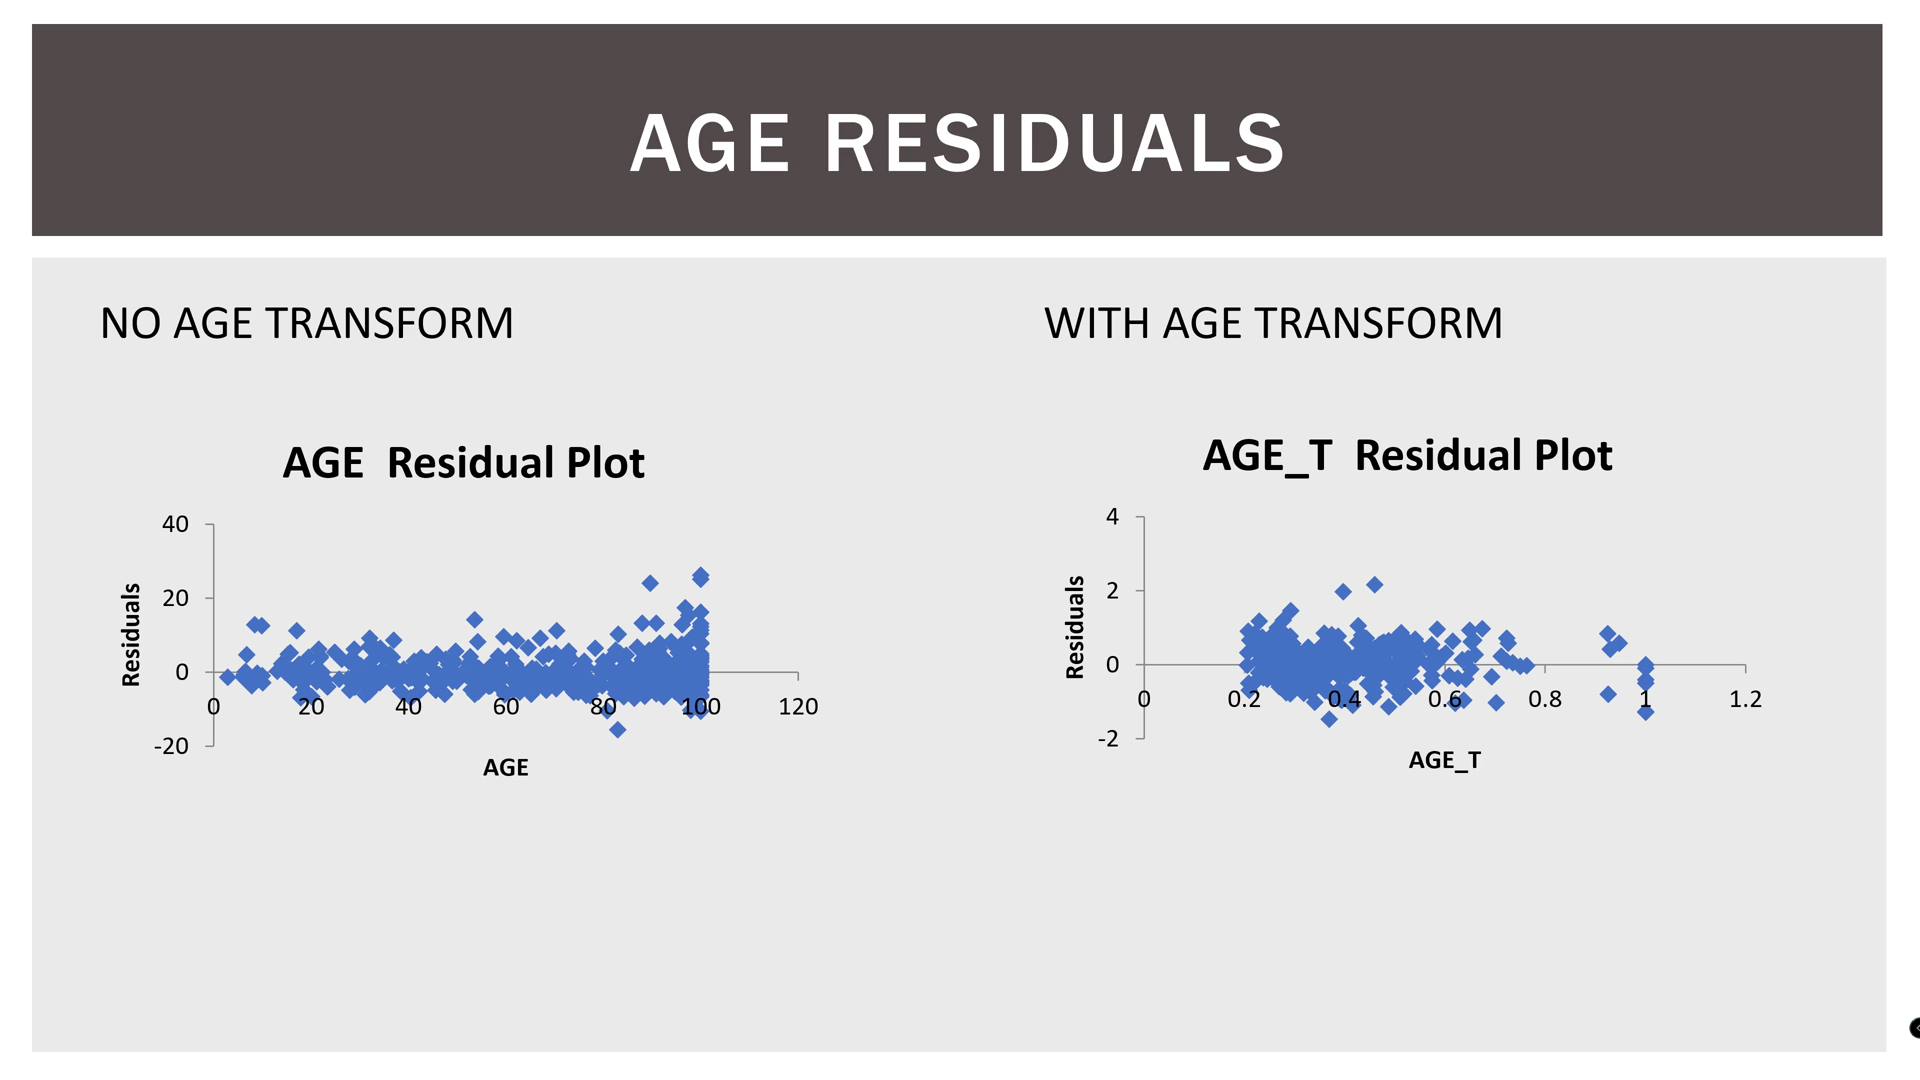 AGE RESIDUALS
NO AGE TRANSFORM
WITH AGE TRANSFORM
AGE  Residual Plot
40
20
0
-20
Residuals
0
20
40
60
80
100
120
AGE
AGE_T  Residual Plot
4
2
0
-2
Residuals
0
0.2
0.4
0.6
0.8
1
1.2
AGE_T